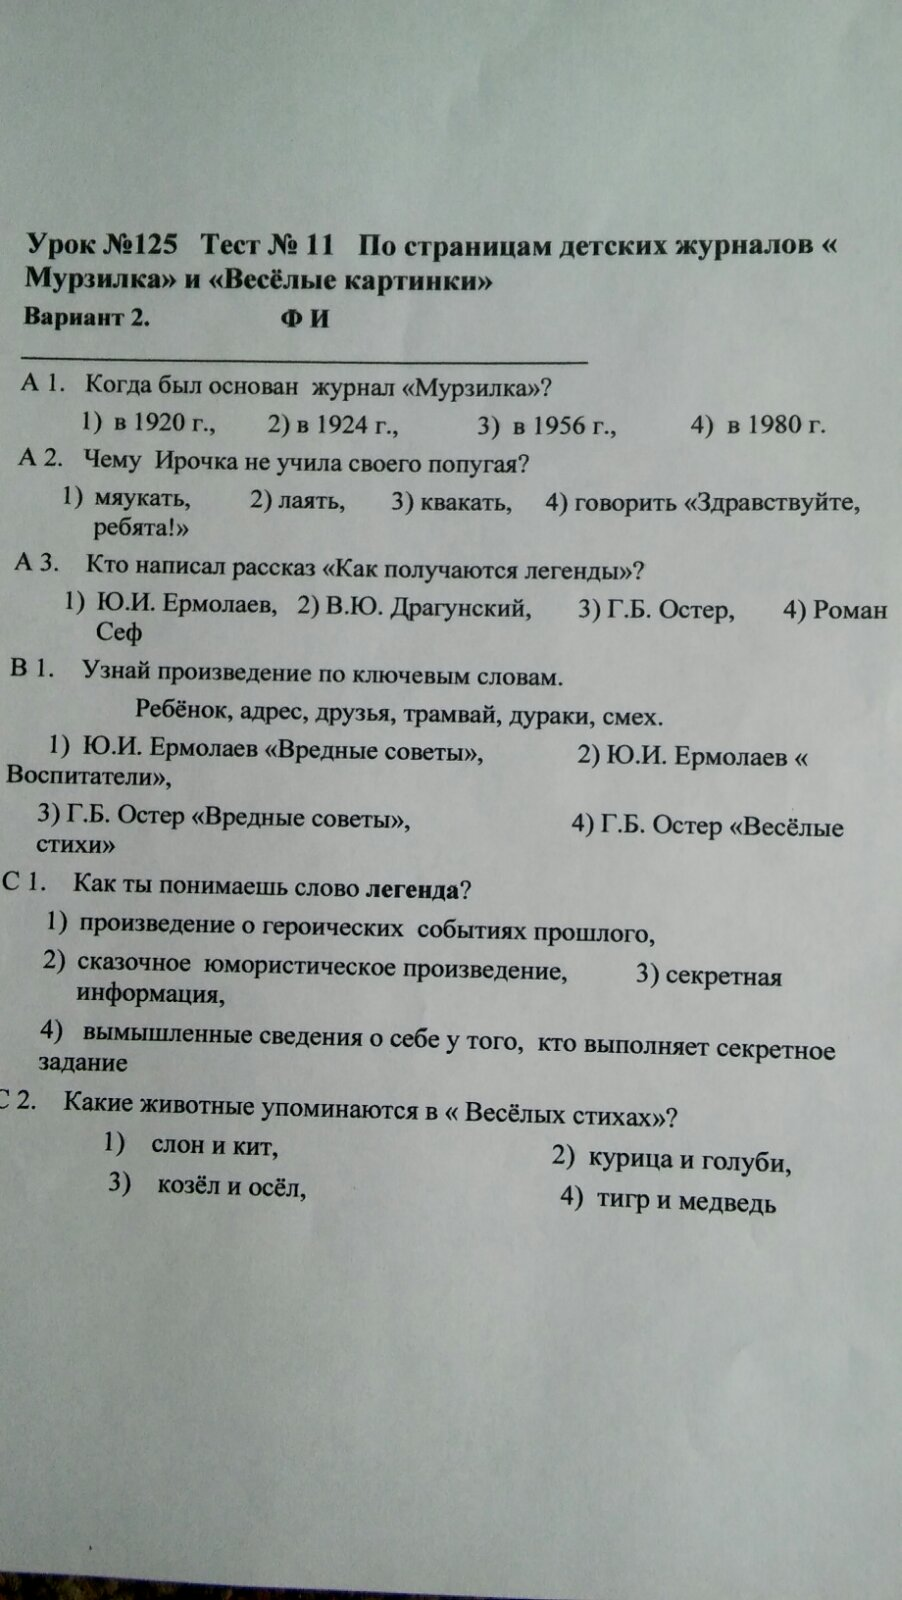 Урок №125 Тест № 11 По страницам детских журналов «
Мурзилка» и «Весёлые картинки»
Вариант 2. Ф И
А 1. Когда был основан журнал «Мурзилка»?
1) в 1920 г., 2) в 1924 г., 3) в 1956 г., 4) в 1980 г.
А 2. Чему Ирочка не учила своего попугая?
1) мяукать, 2) лаять, 3) квакать, 4) говорить «Здравствуйте,
ребята!»
А 3. Кто написал рассказ «Как получаются легенды»?
1) Ю.И. Ермолаев, 2) В.Ю. Драгунский, 3) Г.Б. Остер, 4) Роман
Сеф
В 1. Узнай произведение по ключевым словам.
Ребёнок, адрес, друзья, трамвай, дураки, смех.
1) Ю.И. Ермолаев «Вредные советы», 2) Ю.И. Ермолаев «
Воспитатели»,
3) Г.Б. Остер «Вредные советы», 4) Г.Б. Остер «Весёлые
стихи»
С 1. Как ты понимаешь слово легенда?
1) произведение о героических событиях прошлого,
2) сказочное юмористическое произведение, 3) секретная
информация,
4) вымышленные сведения о себе у того, кто выполняет секретное
задание
С 2. Какие животные упоминаются в « Весёлых стихах»?
1) слон и кит, 2) курица и голуби,
3) козёл и осёл, 4) тигр и медведь